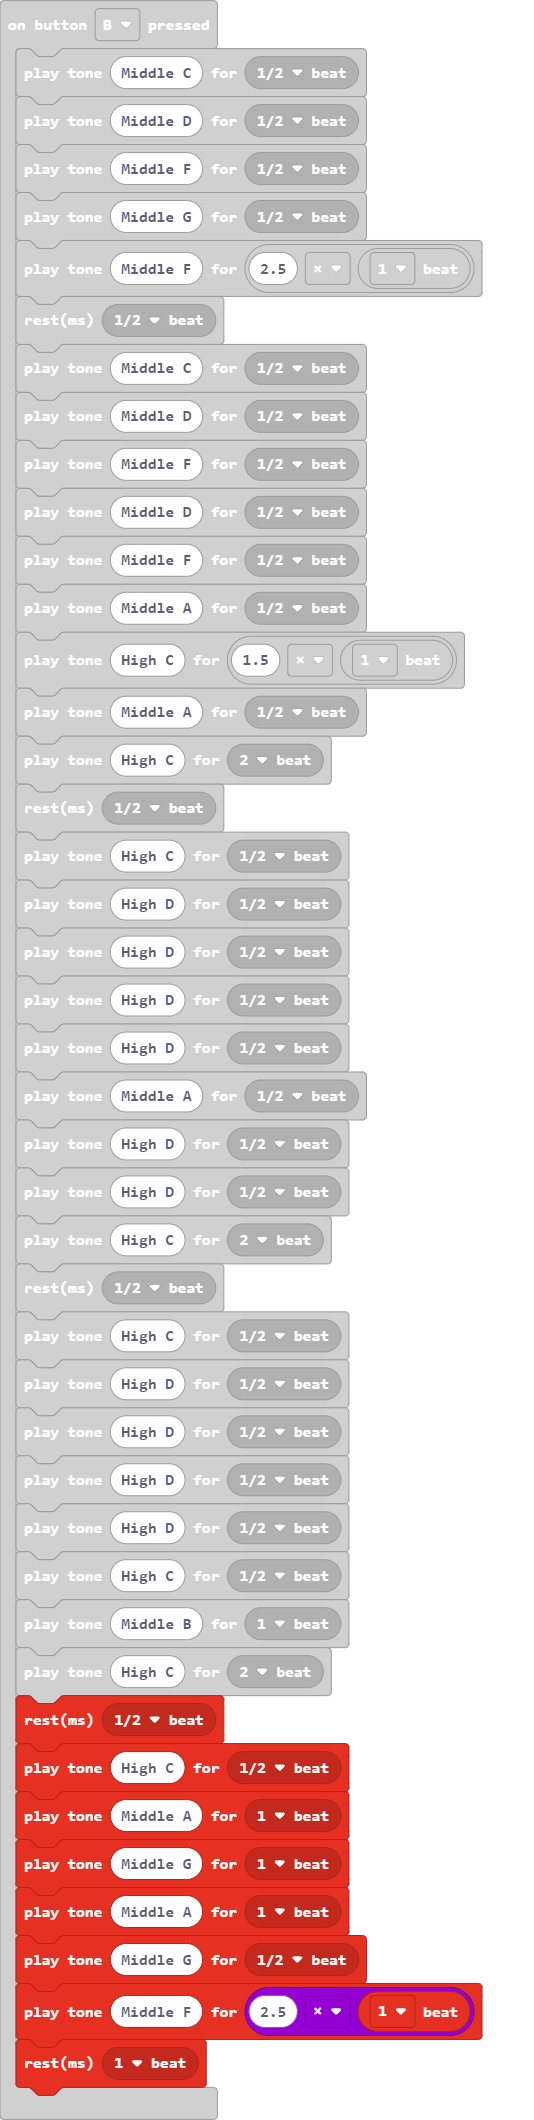 on button B pressed
play tone Middle C for 1/2 beat
play tone Middle D for 1/2 beat
play tone Middle F for 1/2 beat
play tone Middle G for 1/2 beat
play tone Middle F for 2.5 × 1 beat
rest(ms) 1/2 beat
play tone Middle C for 1/2 beat
play tone Middle D for 1/2 beat
play tone Middle F for 1/2 beat
play tone Middle D for 1/2 beat
play tone Middle F for 1/2 beat
play tone Middle A for 1/2 beat
play tone High C for 1.5 × 1 beat
play tone Middle A for 1/2 beat
play tone High C for 2 beat
rest(ms) 1/2 beat
play tone High C for 1/2 beat
play tone High D for 1/2 beat
play tone High D for 1/2 beat
play tone High D for 1/2 beat
play tone High D for 1/2 beat
play tone Middle A for 1/2 beat
play tone High D for 1/2 beat
play tone High D for 1/2 beat
play tone High C for 2 beat
rest(ms) 1/2 beat
play tone High C for 1/2 beat
play tone High D for 1/2 beat
play tone High D for 1/2 beat
play tone High D for 1/2 beat
play tone High D for 1/2 beat
play tone High C for 1/2 beat
play tone Middle B for 1 beat
play tone High C for 2 beat
rest(ms) 1/2 beat
play tone High C for 1/2 beat
play tone Middle A for 1 beat
play tone Middle G for 1 beat
play tone Middle A for 1 beat
play tone Middle G for 1/2 beat
play tone Middle F for 2.5 × 1 beat
rest(ms) 1 beat